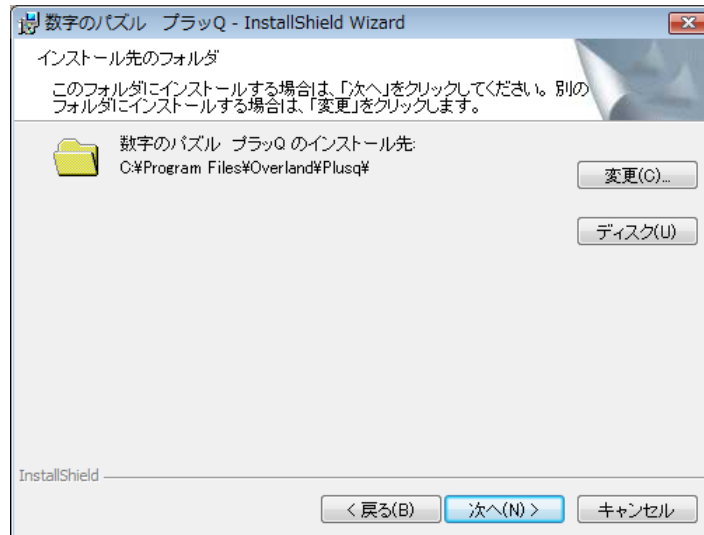 数字のパズル　プラッQ - InstallShield Wizard
インストール先のフォルダ
このフォルダにインストールする場合は、「次へ」をクリックしてください。別の
フォルダにインストールする場合は、「変更」をクリックします。
数字のパズル　プラッQ のインストール先:
C:¥Program Files¥Overland¥Plusq¥
変更(C)...
ディスク(U)
InstallShield
< 戻る(B)
次へ(N) >
キャンセル